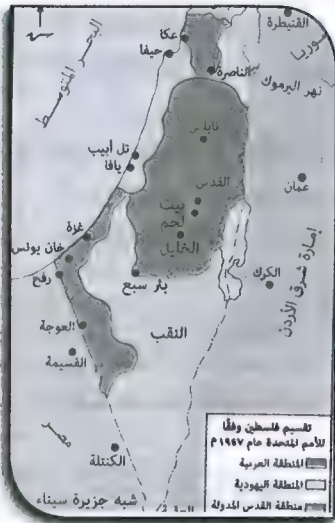 القنيطرة
سوريا
عكا
حيفا
الناصرة
نهر اليرموك
البحر المتوسط
نابلس
تل أبيب
يافا
عمان
القدس
بيت
لحم
الخليل
غزة
خان يونس
رفح
بئر سبع
الكرك
إمارة شرق الأردن
النقب
العوجة
القسيمة
مصر
الكنتلة
شبه جزيرة سيناء
تقسيم فلسطين وفقًا
للأمم المتحدة عام ١٩٤٧م
المنطقة العربية
المنطقة اليهودية
منطقة القدس المدولة